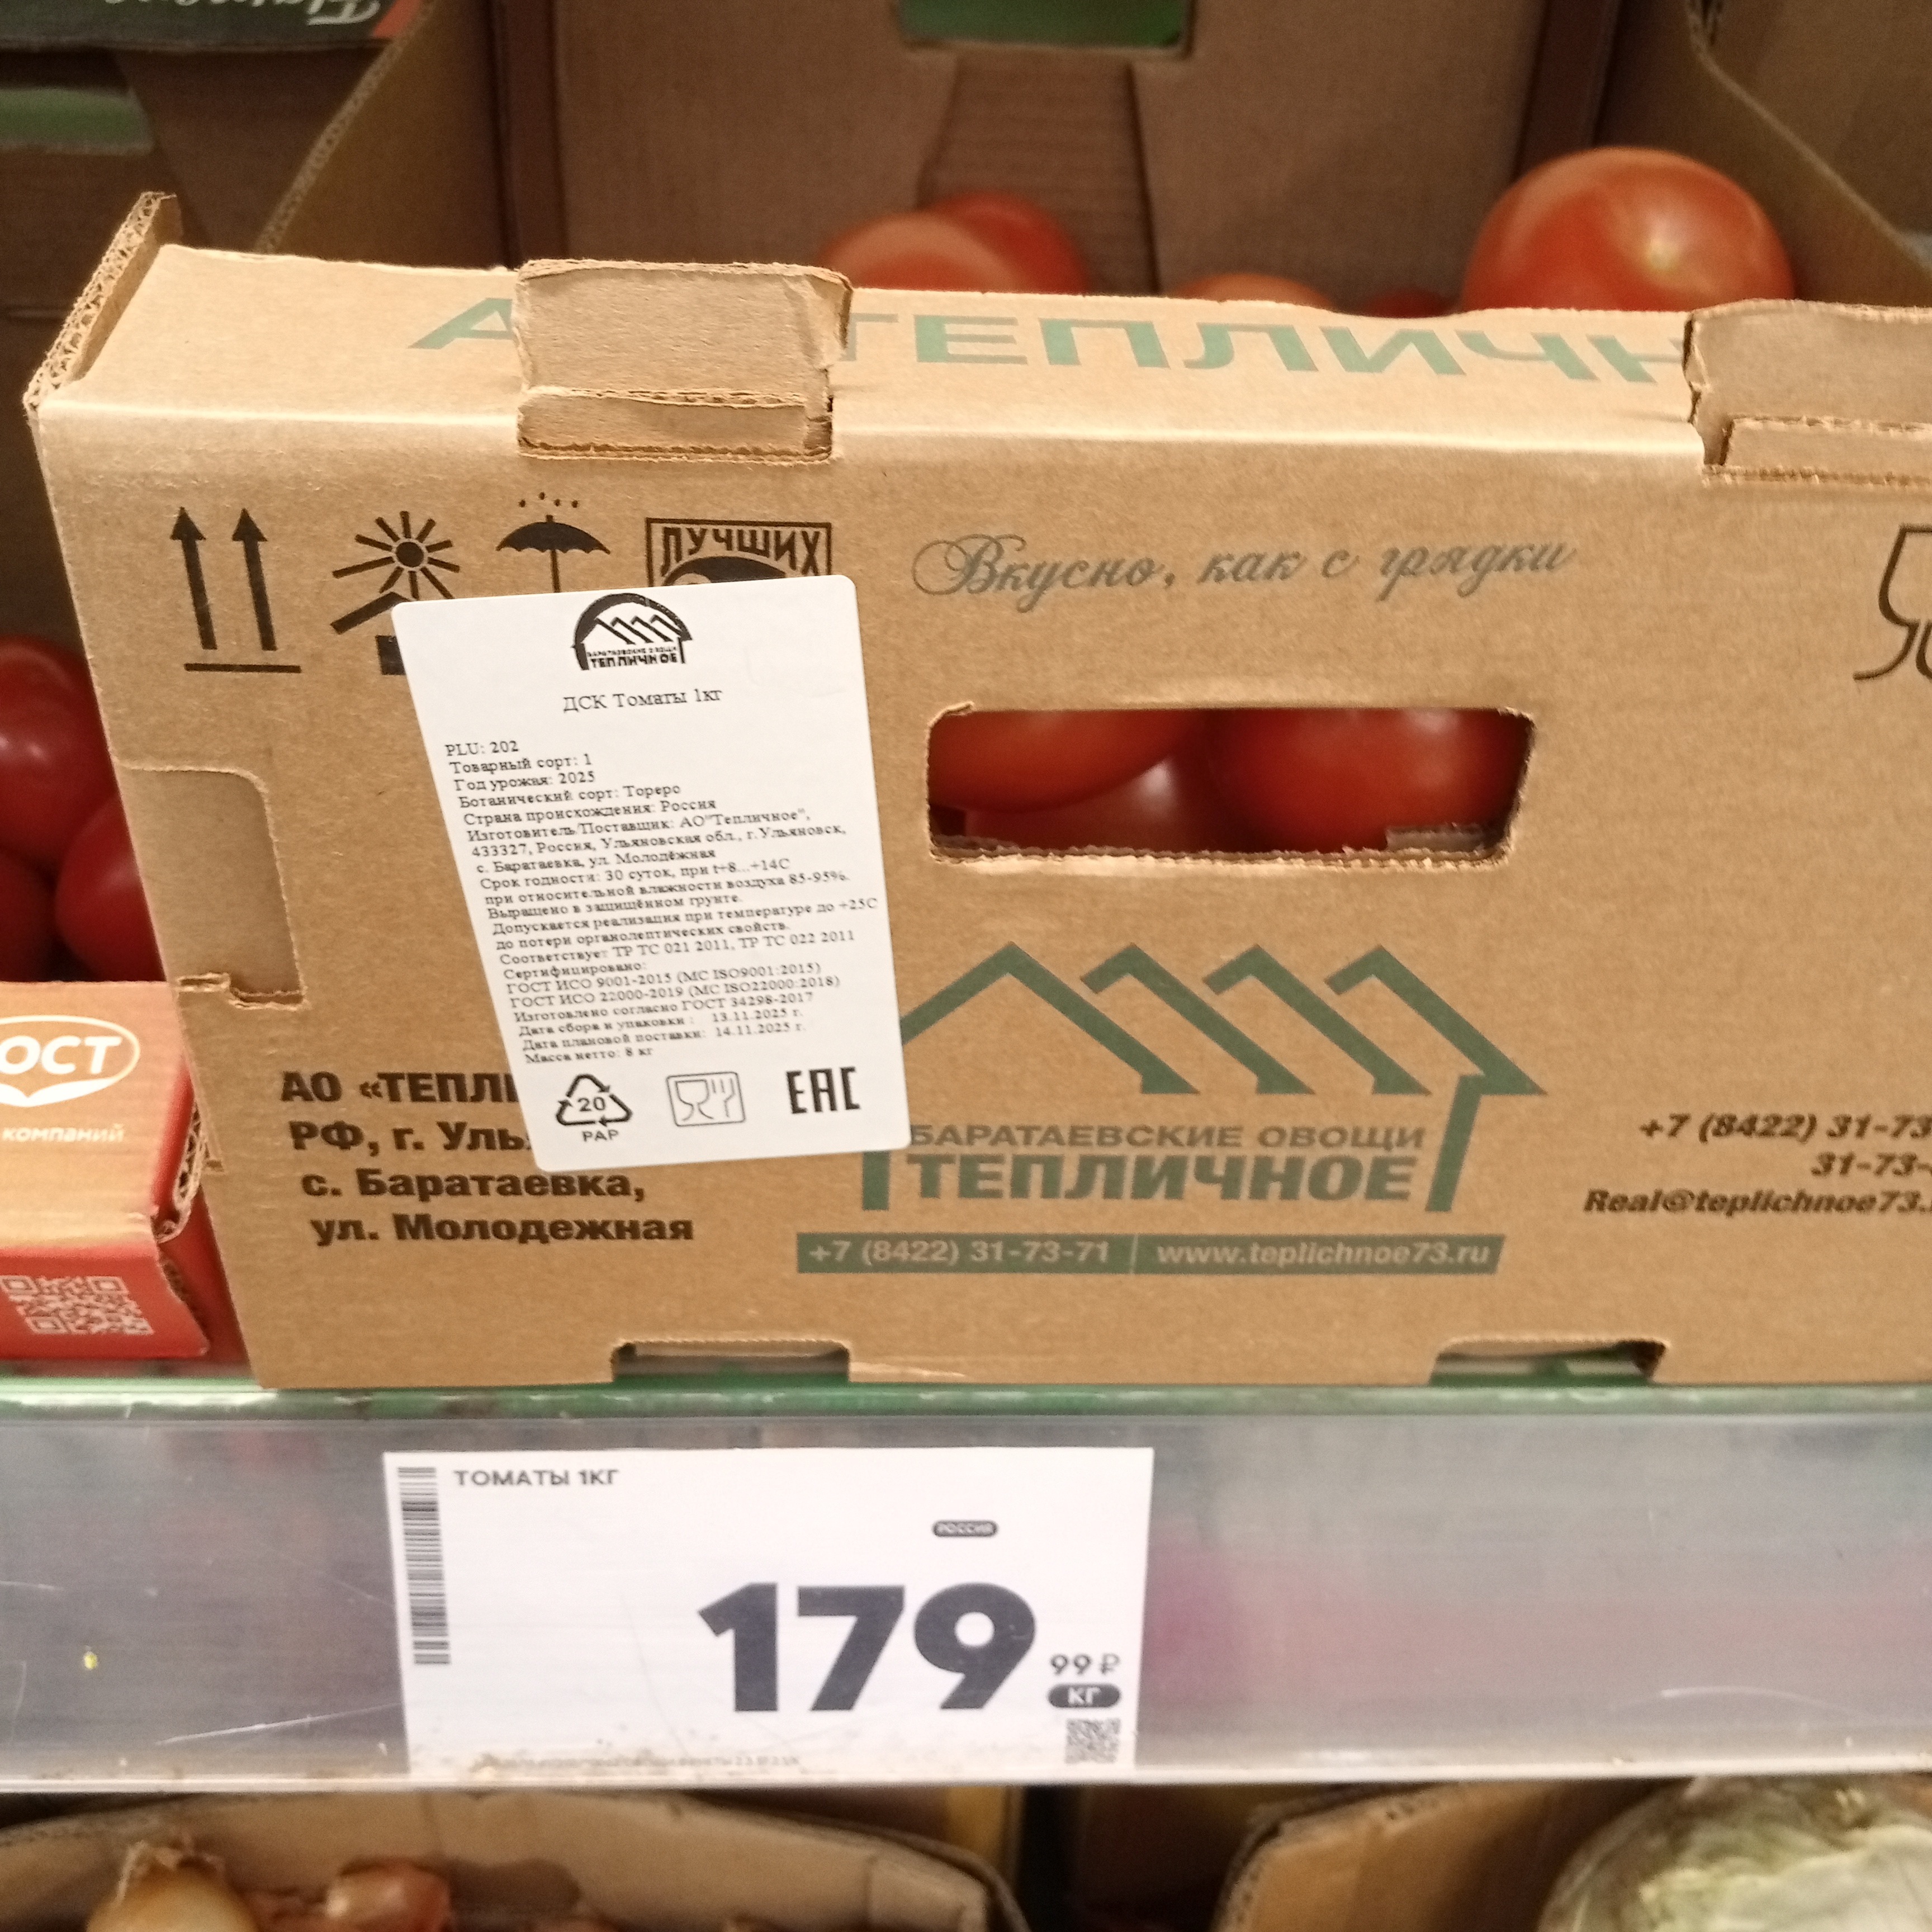 ТЕПЛИЧН
ЛУЧШИХ
Вкусно, как с грядки
БАРАТАЕВСКИЕ ОВОЩИ
ТЕПЛИЧНОЕ
ДСК Томаты 1кг
PLU: 202
Товарный сорт: 1
Год урожая: 2025
Ботанический сорт: Тореро
Страна происхождения: Россия
Изготовитель/Поставщик: АО"Тепличное",
433327, Россия, Ульяновская обл., г.Ульяновск,
с. Баратаевка, ул. Молодёжная
Срок годности: 30 суток, при t+8...+14С
при относительной влажности воздуха 85-95%.
Выращено в защищённом грунте.
Допускается реализация при температуре до +25С
до потери органолептических свойств.
Соответствует ТР ТС 021 2011, ТР ТС 022 2011
Сертифицировано:
ГОСТ ИСО 9001-2015 (МС ISO9001:2015)
ГОСТ ИСО 22000-2019 (МС ISO22000:2018)
Изготовлено согласно ГОСТ 34298-2017
Дата сбора и упаковки : 13.11.2025 г.
Дата плановой поставки: 14.11.2025 г.
Масса нетто: 8 кг
20
PAP
ЕАС
АО «ТЕПЛИ
РФ, г. Уль
с. Баратаевка,
ул. Молодежная
БАРАТАЕВСКИЕ ОВОЩИ
ТЕПЛИЧНОЕ
+7 (8422) 31-73-71 www.teplichnoe73.ru
+7 (8422) 31-73
31-73-
Real@teplichnoe73.
ОСТ
компаний
ТОМАТЫ 1КГ
РОССИЯ
179
99 ₽
КГ